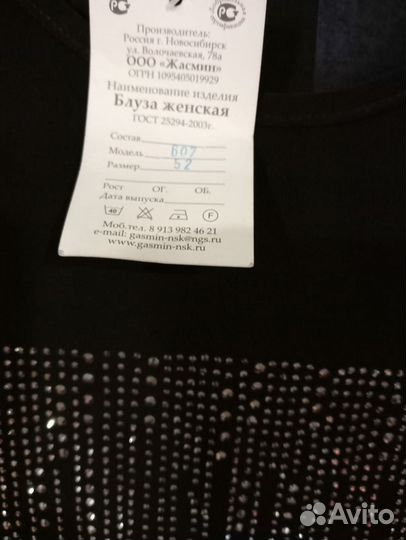 Производитель:
Россия г. Новосибирск
ул. Волочаевская, 78а
ООО «Жасмин»
ОГРН 1095405019929
Наименование изделия
Блуза женская
ГОСТ 25294-2003г.
Состав
Модель 607
Размер 52
Рост ОГ. ОБ.
Дата выпуска
40 F
Моб.тел. 8 913 982 46 21
e-mail: gasmin-nsk@ngs.ru
www.gasmin-nsk.ru
Avito